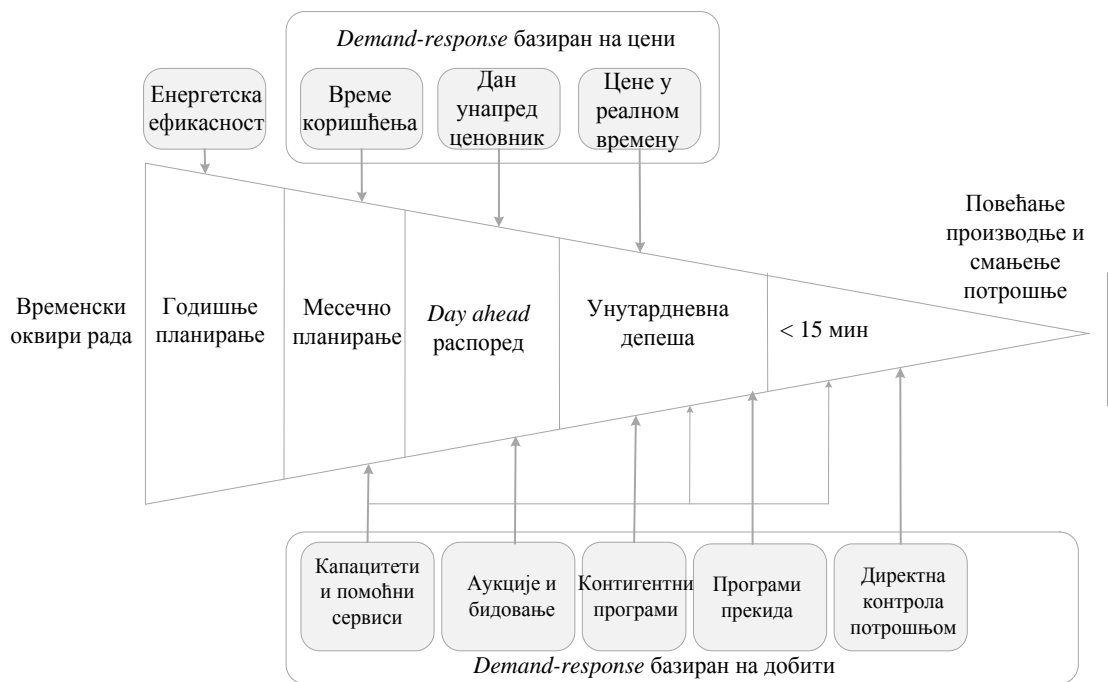 Demand-response базиран на цени
Енергетска
ефикасност
Време
коришћења
Дан
унапред
ценовник
Цене у
реалном
времену
Повећање
производње и
смањење
потрошње
Временски
оквири рада
Годишње
планирање
Месечно
планирање
Day ahead
распоред
Унутардневна
депеша
< 15 мин
Капацитети
и помоћни
сервиси
Аукције и
бидовање
Контигентни
програми
Програми
прекида
Директна
контрола
потрошњом
Demand-response базиран на добити